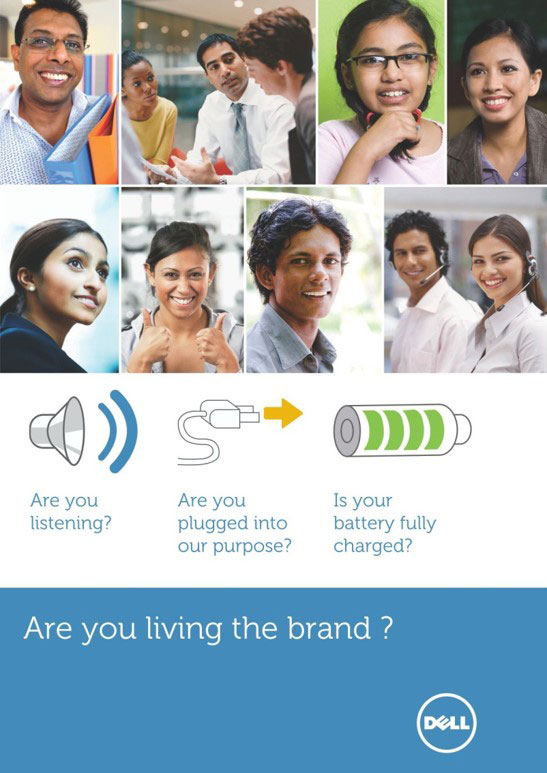 Are you
listening?
Are you
plugged into
our purpose?
Is your
battery fully
charged?
Are you living the brand ?
DELL